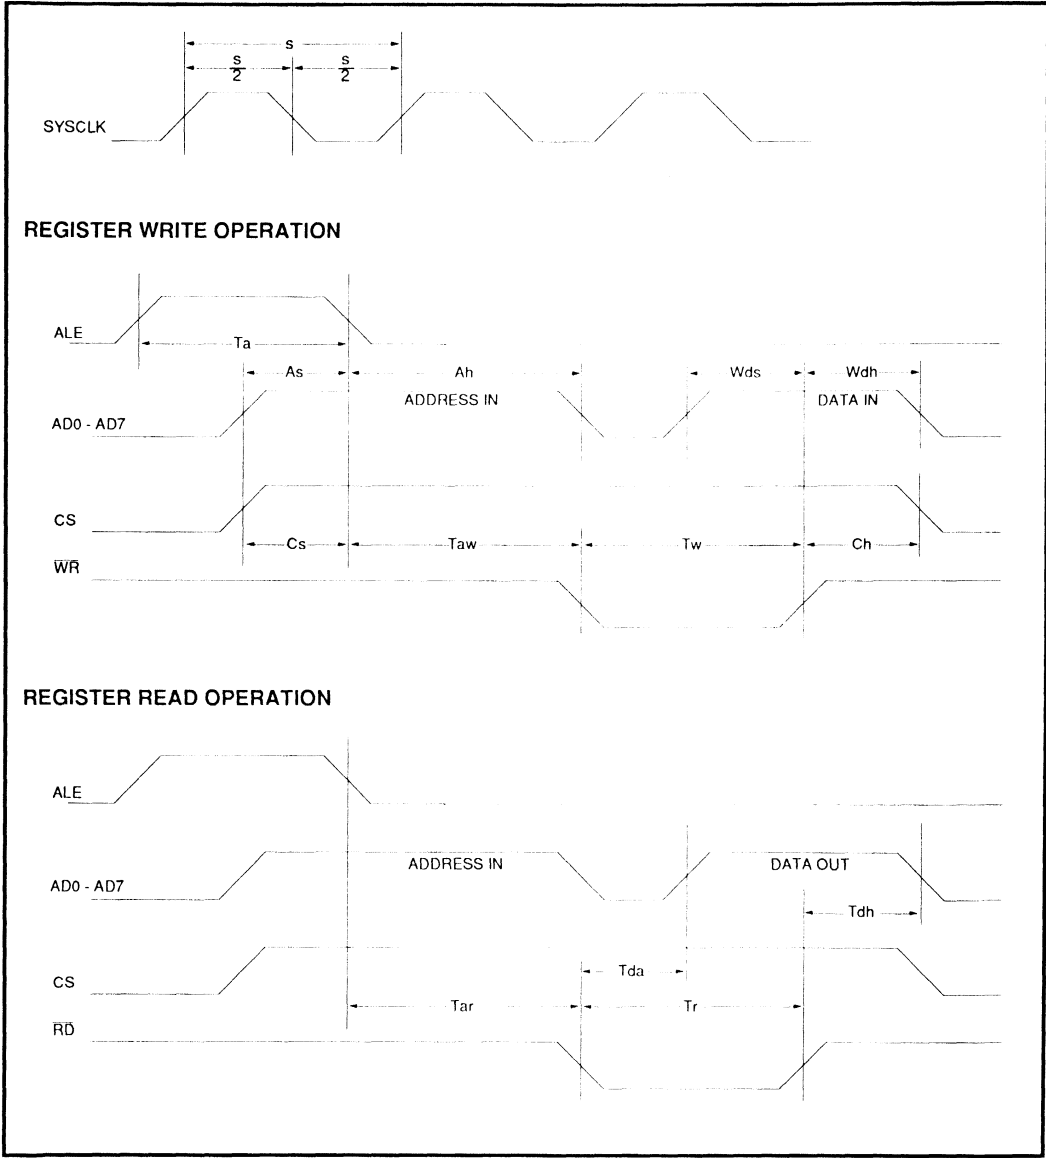 s
s/2 s/2
SYSCLK
REGISTER WRITE OPERATION
ALE
Ta
As Ah Wds Wdh
ADDRESS IN DATA IN
AD0 - AD7
CS
Cs Taw Tw Ch
W̅R̅
REGISTER READ OPERATION
ALE
ADDRESS IN DATA OUT
AD0 - AD7
Tdh
Tda
CS
Tar Tr
R̅D̅